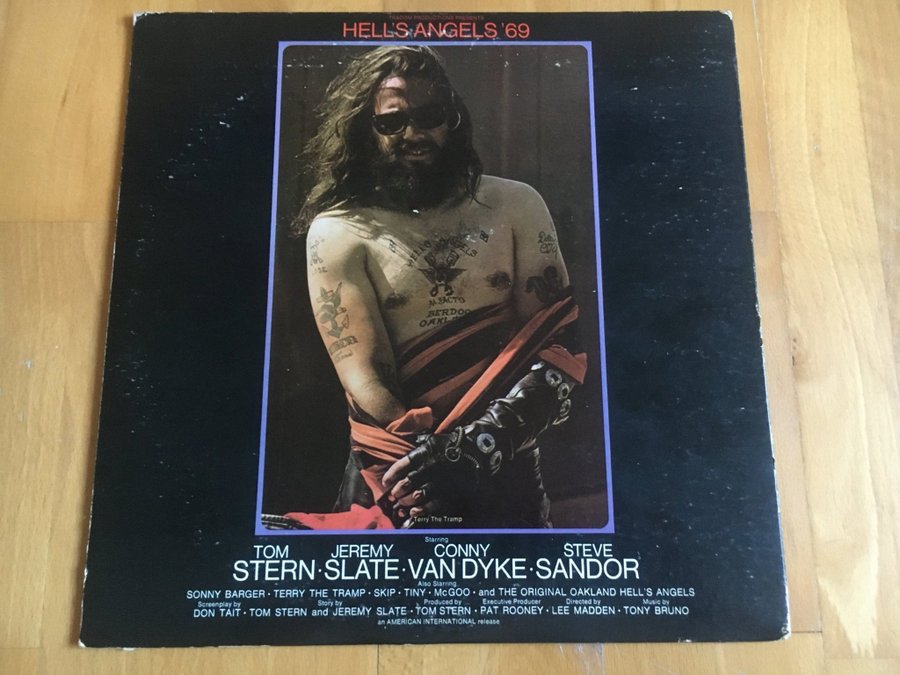 TRACOM PRODUCTIONS PRESENTS
HELL'S ANGELS '69
HELLS ANGELS
BERDOO
Terry The Tramp
Starring
TOM JEREMY CONNY STEVE
STERN · SLATE · VAN DYKE · SANDOR
Also Starring
SONNY BARGER · TERRY THE TRAMP · SKIP · TINY · McGOO · and THE ORIGINAL OAKLAND HELL'S ANGELS
Screenplay by Story by Produced by Executive Producer Directed by Music by
DON TAIT · TOM STERN and JEREMY SLATE · TOM STERN · PAT ROONEY · LEE MADDEN · TONY BRUNO
an AMERICAN INTERNATIONAL release